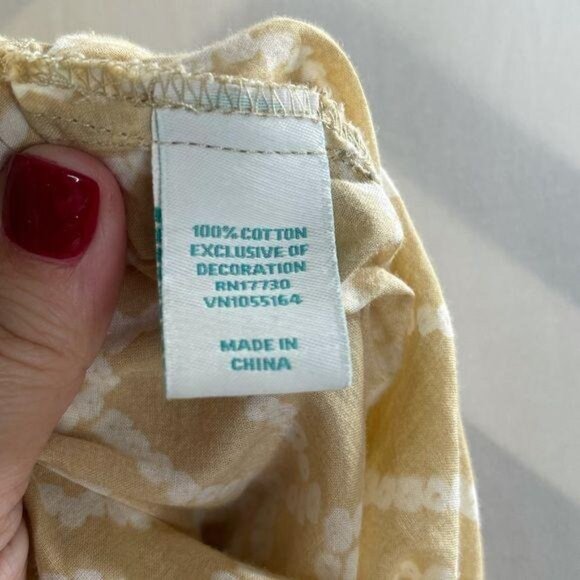 100% COTTON
EXCLUSIVE OF
DECORATION
RN17730
VN1055164
MADE IN
CHINA